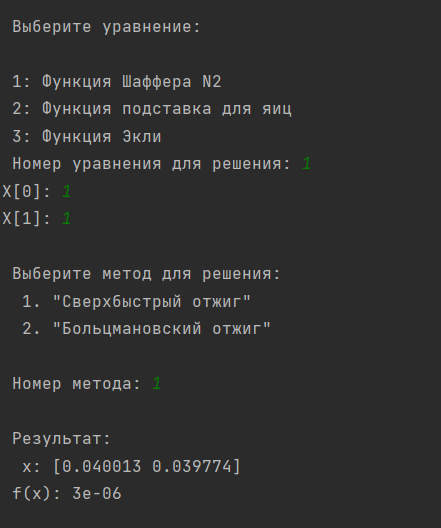 Выберите уравнение:
1: Функция Шаффера N2
2: Функция подставка для яиц
3: Функция Экли
Номер уравнения для решения: 1
X[0]: 1
X[1]: 1
Выберите метод для решения:
1. "Сверхбыстрый отжиг"
2. "Больцмановский отжиг"
Номер метода: 1
Результат:
x: [0.040013 0.039774]
f(x): 3e-06